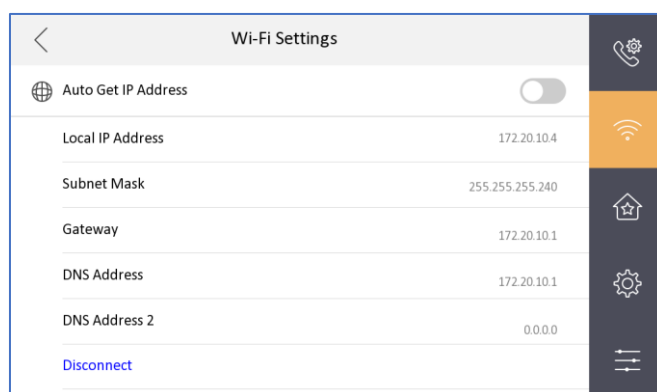 Wi-Fi Settings
Auto Get IP Address
Local IP Address 172.20.10.4
Subnet Mask 255.255.255.240
Gateway 172.20.10.1
DNS Address 172.20.10.1
DNS Address 2 0.0.0.0
Disconnect